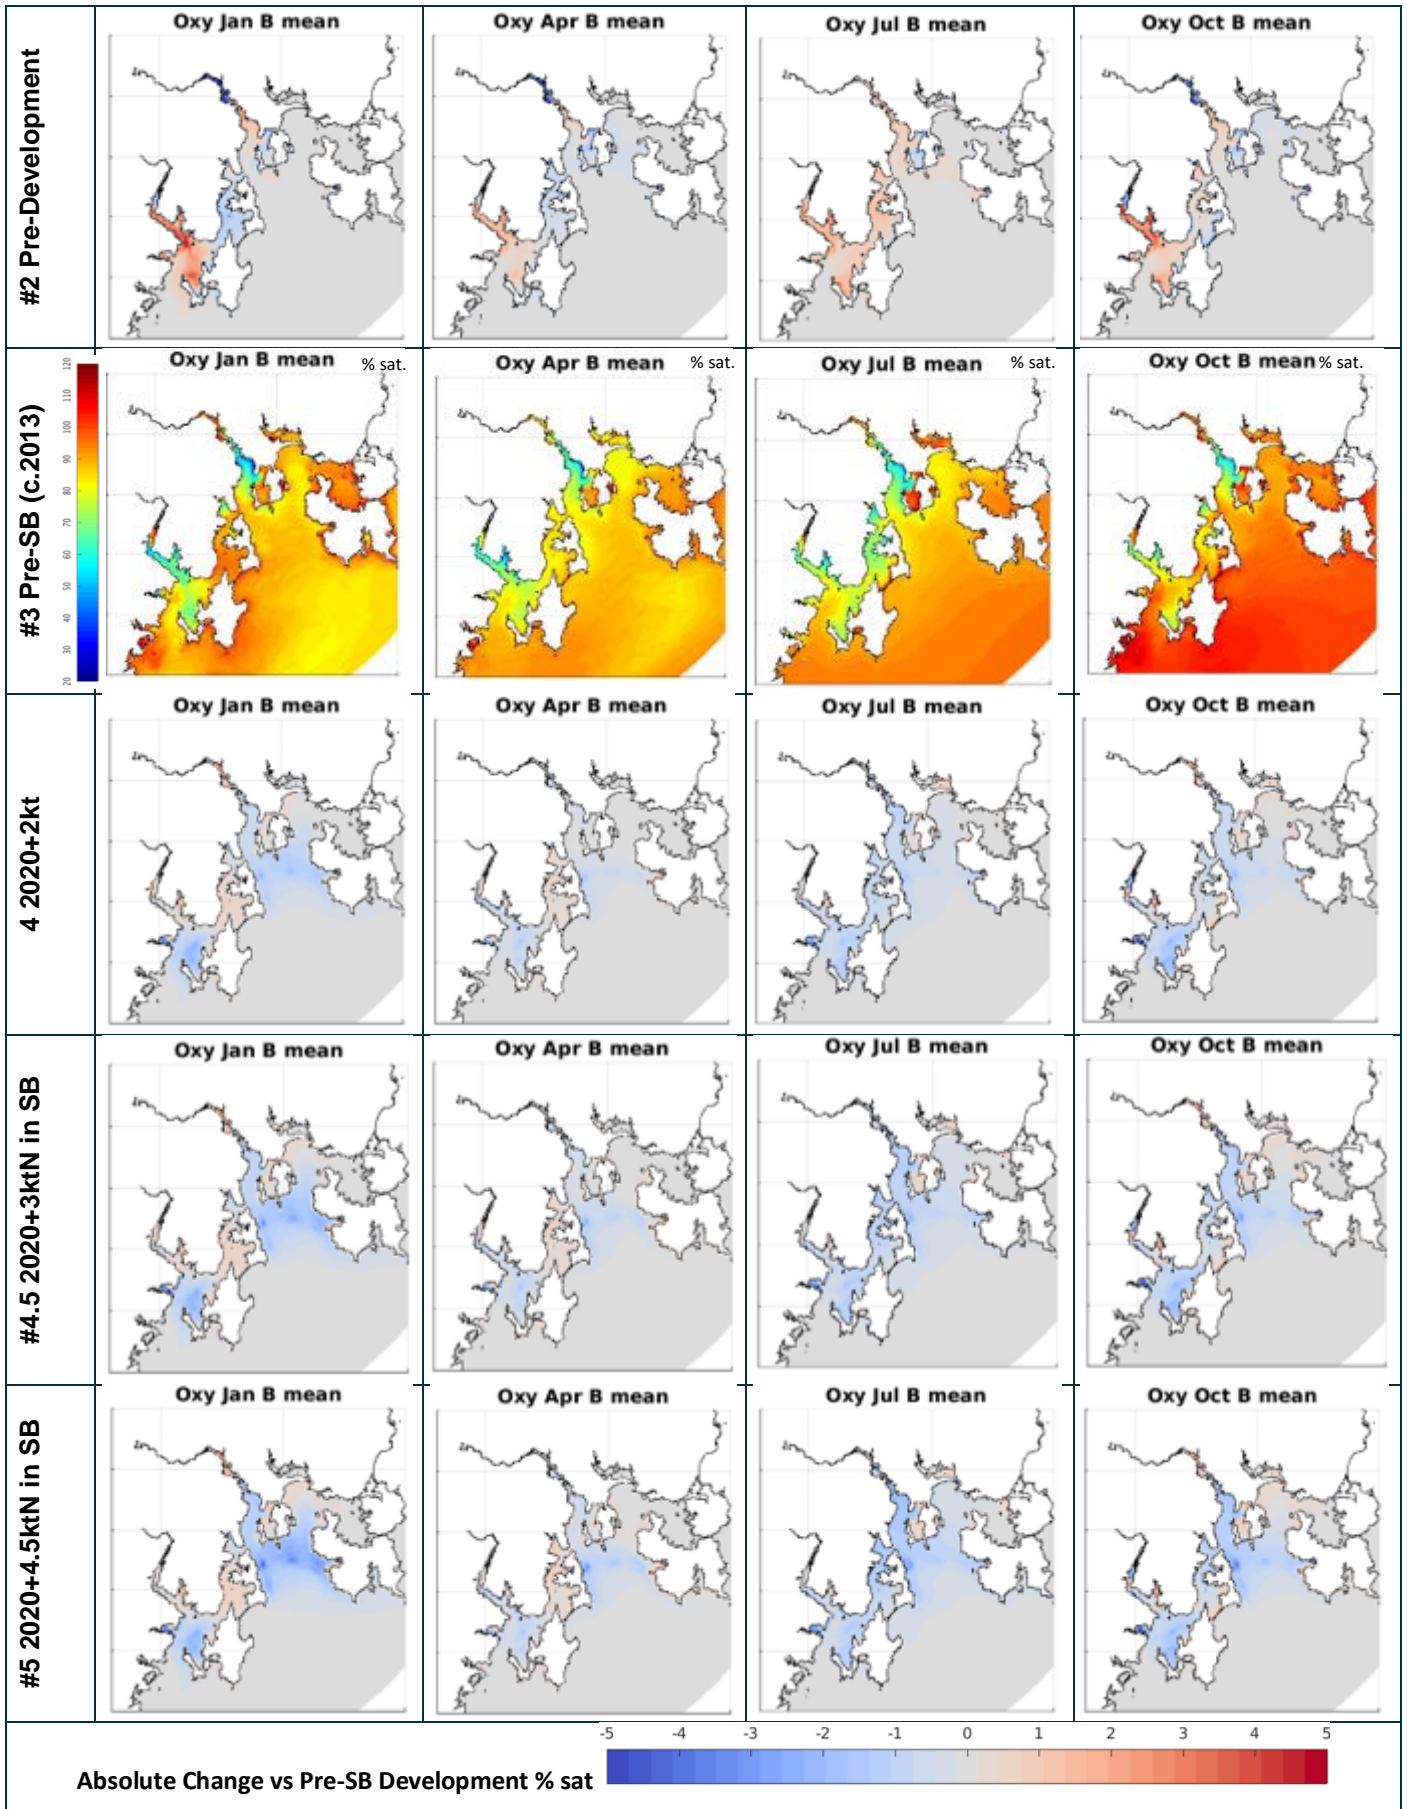 #2 Pre-Development
Oxy Jan B mean
Oxy Apr B mean
Oxy Jul B mean
Oxy Oct B mean
#3 Pre-SB (c.2013)
120
110
100
90
80
70
60
50
40
30
20
Oxy Jan B mean % sat.
Oxy Apr B mean % sat.
Oxy Jul B mean % sat.
Oxy Oct B mean % sat.
4 2020+2kt
Oxy Jan B mean
Oxy Apr B mean
Oxy Jul B mean
Oxy Oct B mean
#4.5 2020+3ktN in SB
Oxy Jan B mean
Oxy Apr B mean
Oxy Jul B mean
Oxy Oct B mean
#5 2020+4.5ktN in SB
Oxy Jan B mean
Oxy Apr B mean
Oxy Jul B mean
Oxy Oct B mean
-5 -4 -3 -2 -1 0 1 2 3 4 5
Absolute Change vs Pre-SB Development % sat